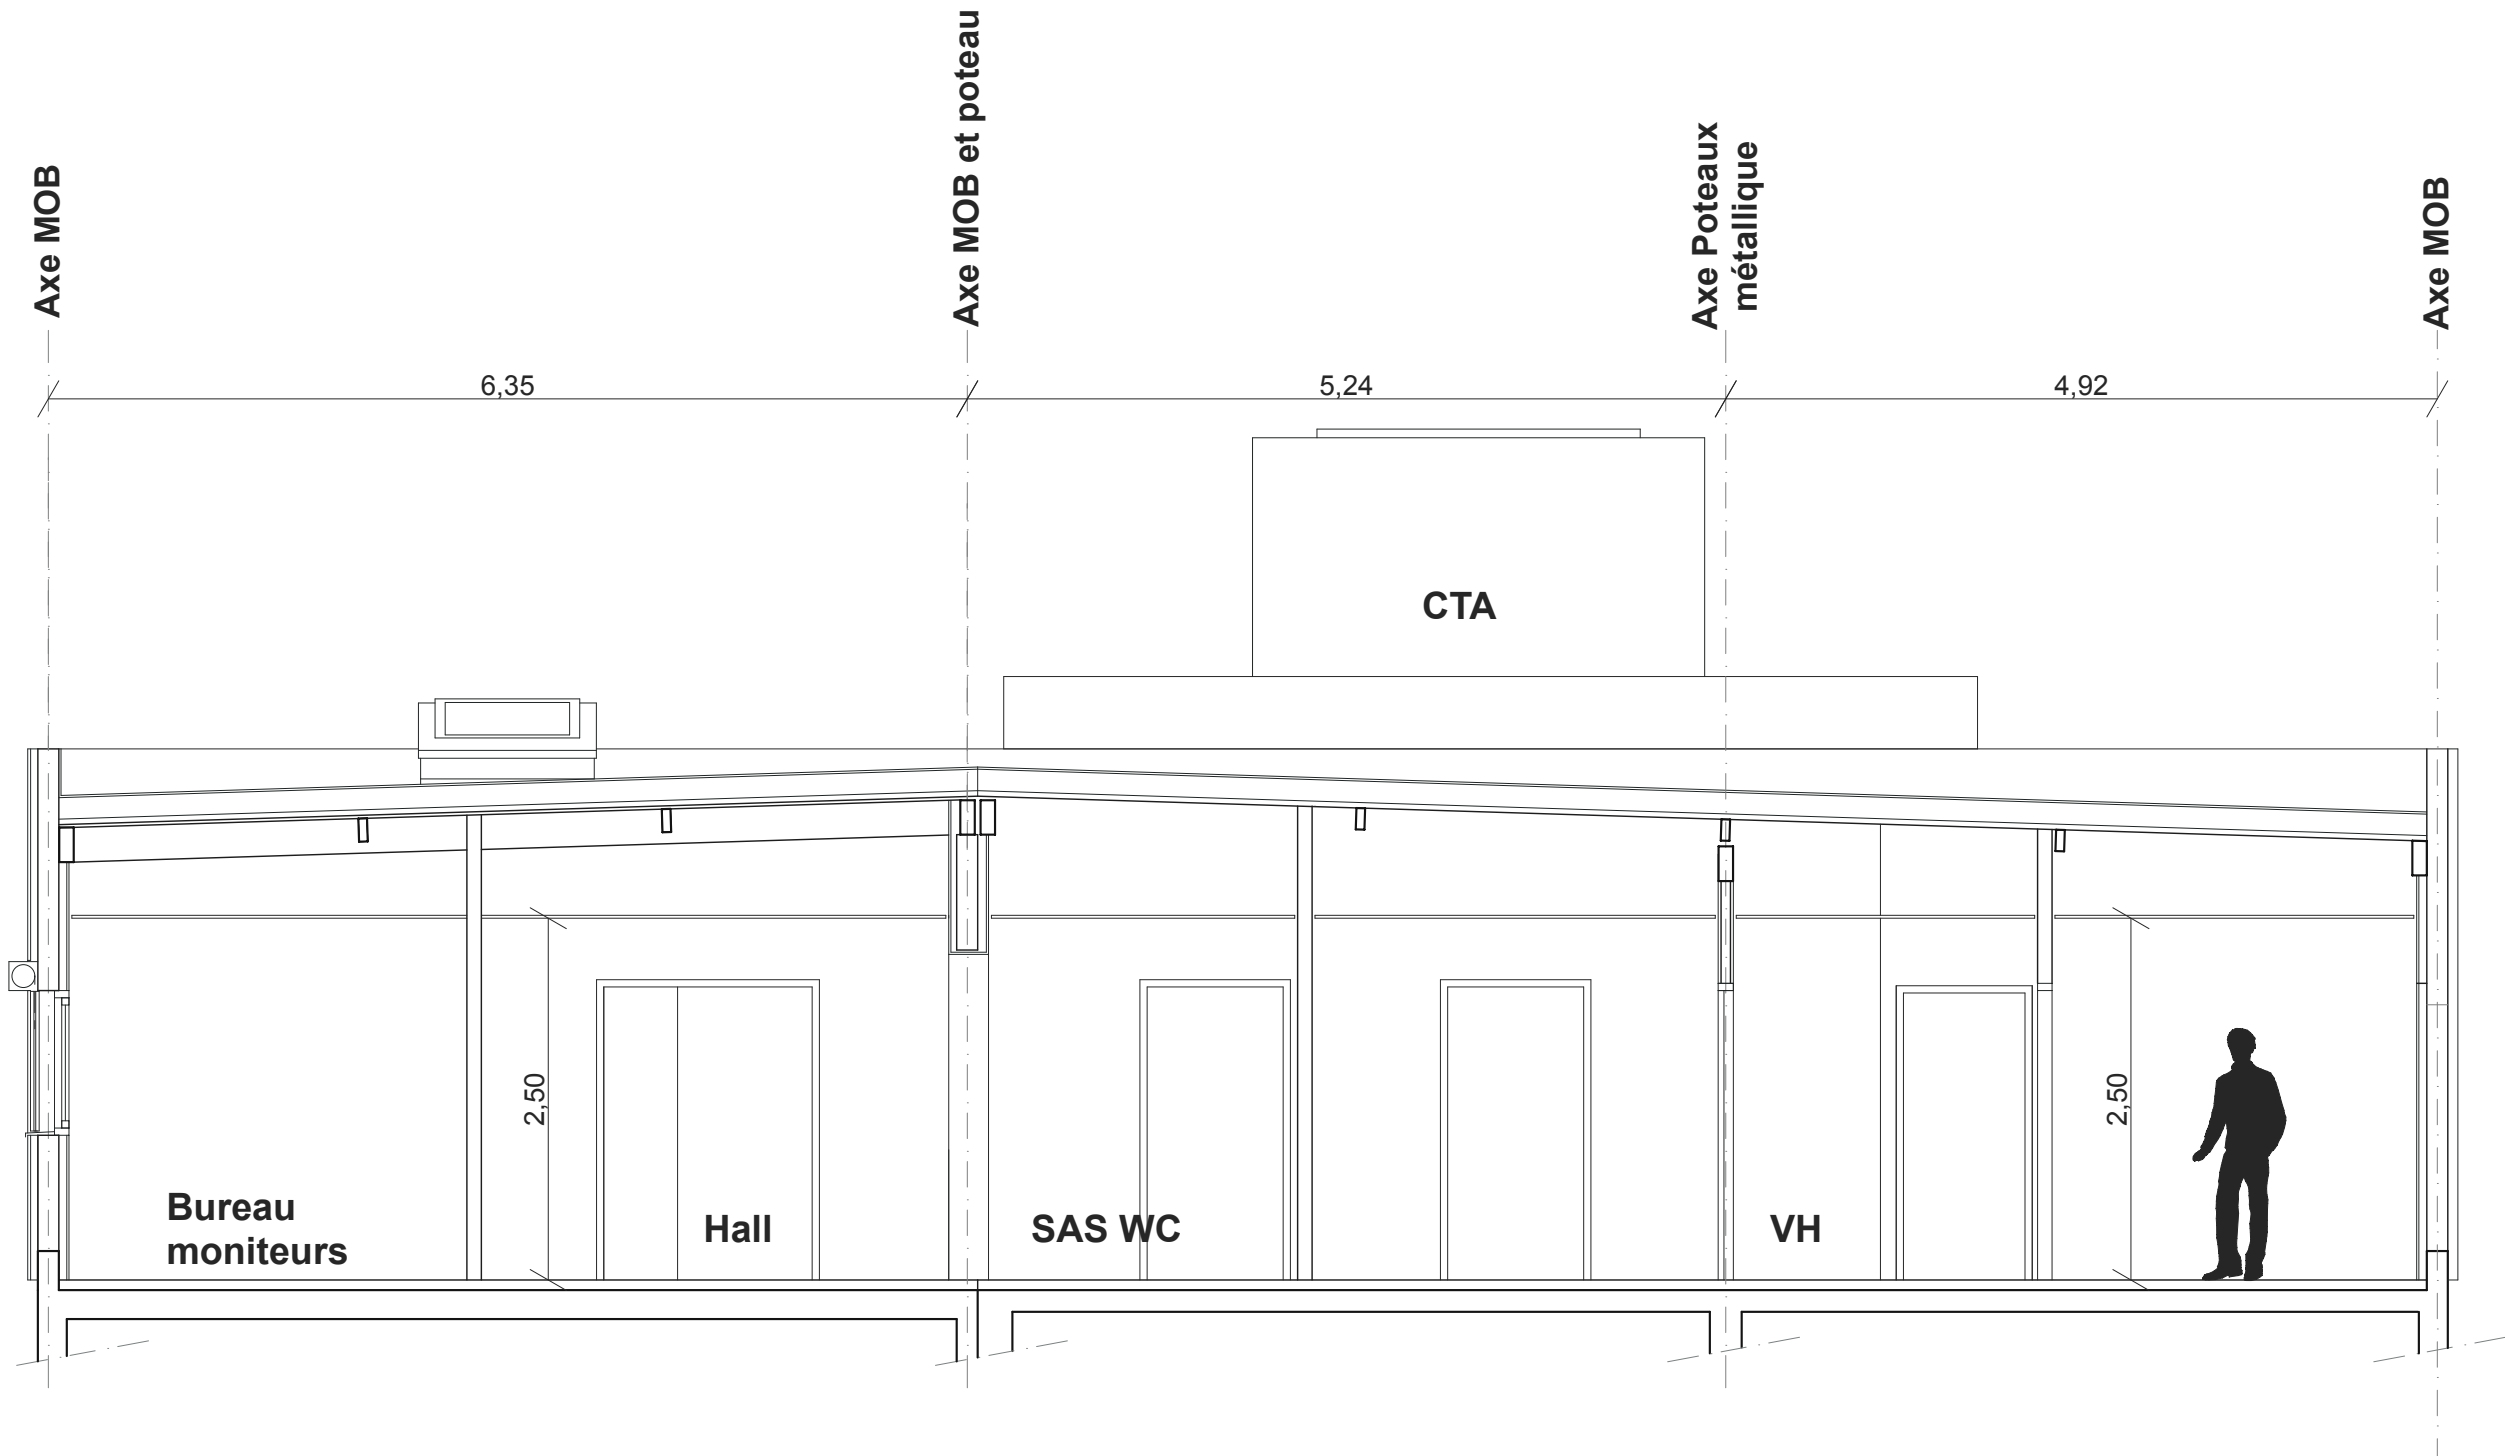 Axe MOB
Axe MOB et poteau
Axe Poteaux
métallique
Axe MOB
6,35
5,24
4,92
CTA
2,50
2,50
Bureau
moniteurs
Hall
SAS WC
VH